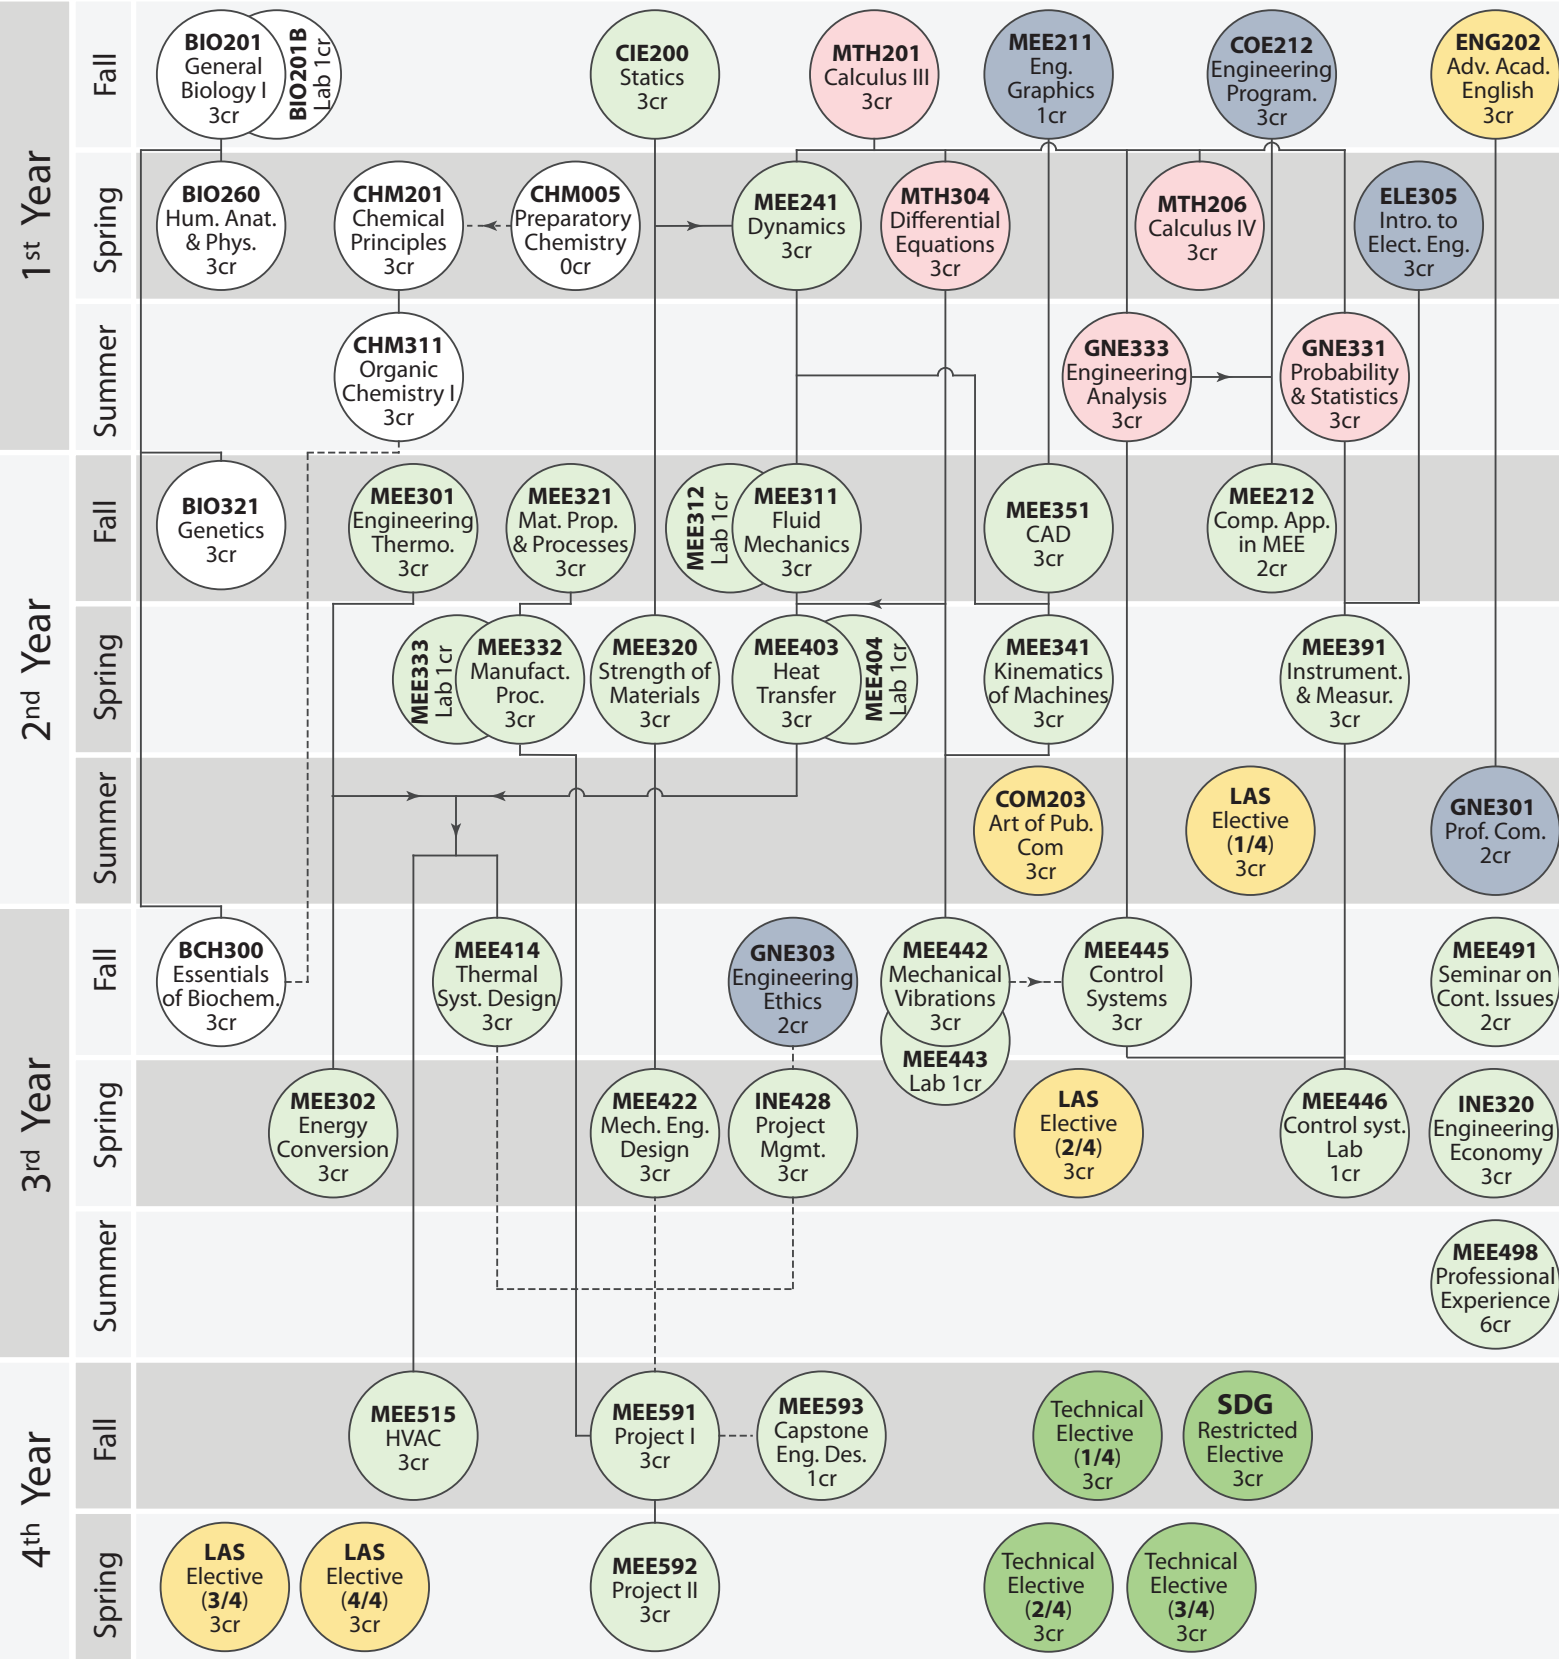 1st Year
Fall
BIO201
General
Biology I
3cr
BIO201B
Lab 1cr
CIE200
Statics
3cr
MTH201
Calculus III
3cr
MEE211
Eng.
Graphics
1cr
COE212
Engineering
Program.
3cr
ENG202
Adv. Acad.
English
3cr
Spring
BIO260
Hum. Anat.
& Phys.
3cr
CHM201
Chemical
Principles
3cr
CHM005
Preparatory
Chemistry
0cr
MEE241
Dynamics
3cr
MTH304
Differential
Equations
3cr
MTH206
Calculus IV
3cr
ELE305
Intro. to
Elect. Eng.
3cr
Summer
CHM311
Organic
Chemistry I
3cr
GNE333
Engineering
Analysis
3cr
GNE331
Probability
& Statistics
3cr
2nd Year
Fall
BIO321
Genetics
3cr
MEE301
Engineering
Thermo.
3cr
MEE321
Mat. Prop.
& Processes
3cr
MEE312
Lab 1cr
MEE311
Fluid
Mechanics
3cr
MEE351
CAD
3cr
MEE212
Comp. App.
in MEE
2cr
Spring
MEE333
Lab 1cr
MEE332
Manufact.
Proc.
3cr
MEE320
Strength of
Materials
3cr
MEE403
Heat
Transfer
3cr
MEE404
Lab 1cr
MEE341
Kinematics
of Machines
3cr
MEE391
Instrument.
& Measur.
3cr
Summer
COM203
Art of Pub.
Com
3cr
LAS
Elective
(1/4)
3cr
GNE301
Prof. Com.
2cr
3rd Year
Fall
BCH300
Essentials
of Biochem.
3cr
MEE414
Thermal
Syst. Design
3cr
GNE303
Engineering
Ethics
2cr
MEE442
Mechanical
Vibrations
3cr
MEE443
Lab 1cr
MEE445
Control
Systems
3cr
MEE491
Seminar on
Cont. Issues
2cr
Spring
MEE302
Energy
Conversion
3cr
MEE422
Mech. Eng.
Design
3cr
INE428
Project
Mgmt.
3cr
LAS
Elective
(2/4)
3cr
MEE446
Control syst.
Lab
1cr
INE320
Engineering
Economy
3cr
Summer
MEE498
Professional
Experience
6cr
4th Year
Fall
MEE515
HVAC
3cr
MEE591
Project I
3cr
MEE593
Capstone
Eng. Des.
1cr
Technical
Elective
(1/4)
3cr
SDG
Restricted
Elective
3cr
Spring
LAS
Elective
(3/4)
3cr
LAS
Elective
(4/4)
3cr
MEE592
Project II
3cr
Technical
Elective
(2/4)
3cr
Technical
Elective
(3/4)
3cr